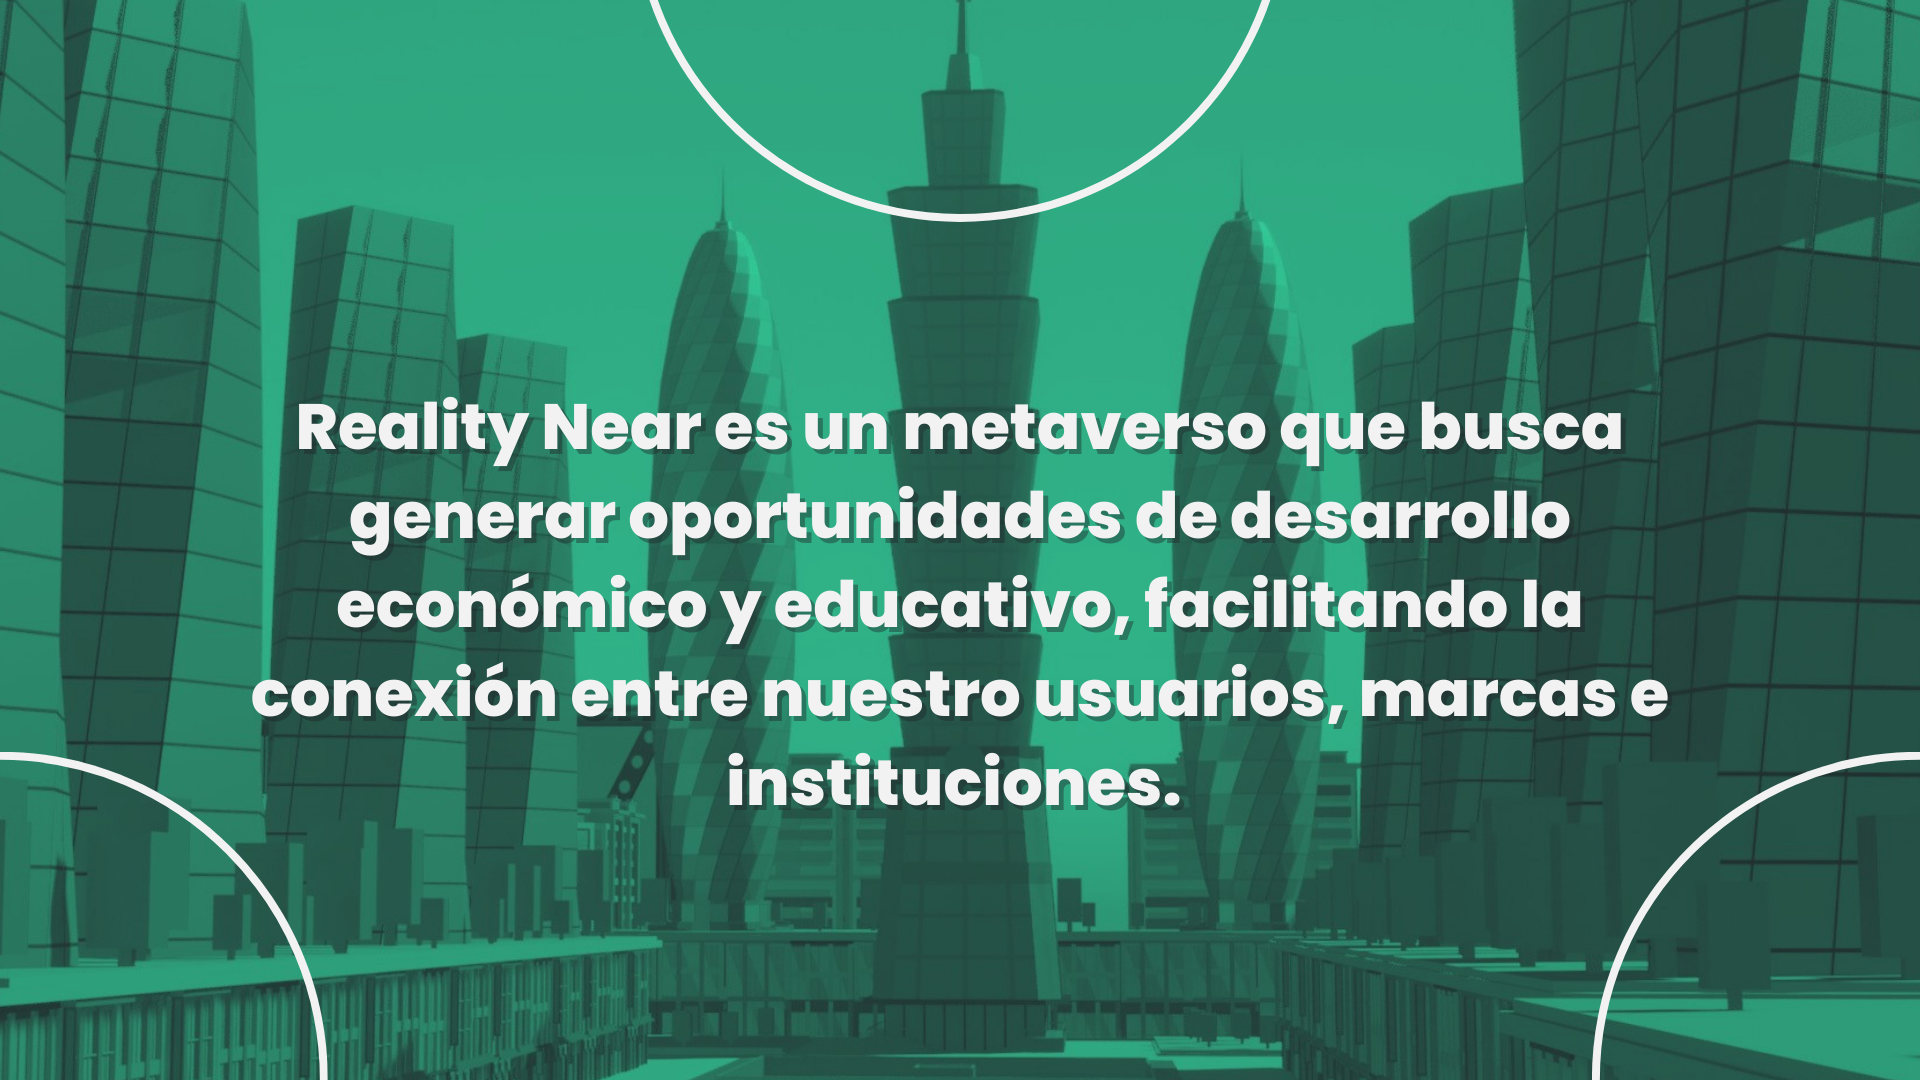 Reality Near es un metaverso que busca
generar oportunidades de desarrollo
económico y educativo, facilitando la
conexión entre nuestro usuarios, marcas e
instituciones.